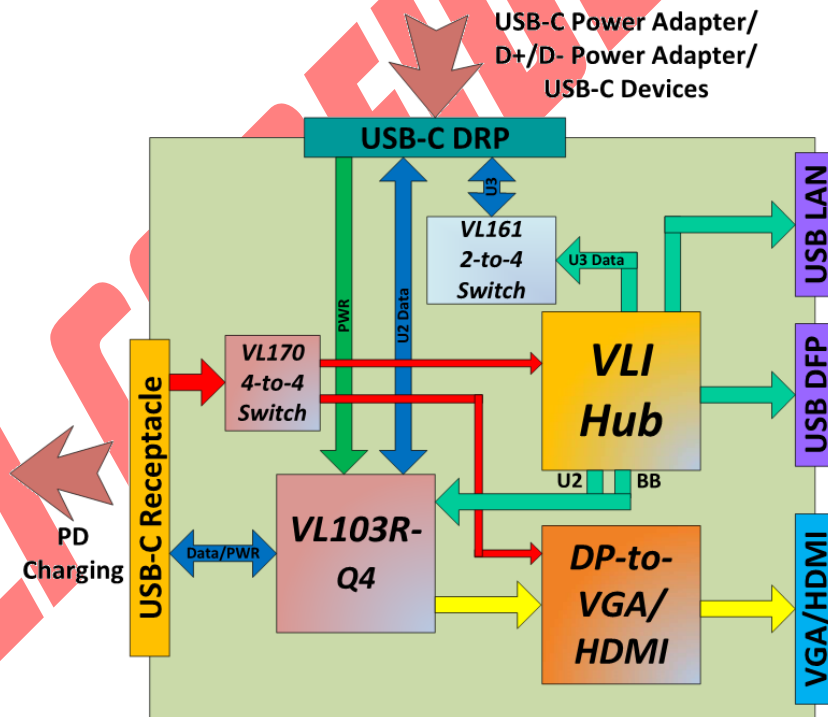 USB-C Power Adapter/
D+/D- Power Adapter/
USB-C Devices
USB-C DRP
U3
VL161
2-to-4
Switch
U3 Data
USB LAN
PWR
U2 Data
VL170
4-to-4
Switch
VLI
Hub
USB DFP
USB-C Receptacle
U2
BB
PD
Charging
Data/PWR
VL103R-
Q4
DP-to-
VGA/
HDMI
VGA/HDMI